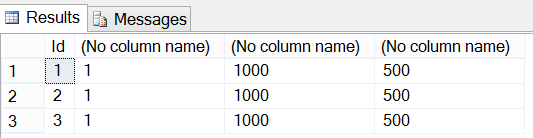 Results Messages
Id (No column name) (No column name) (No column name)
1 1 1 1000 500
2 2 1 1000 500
3 3 1 1000 500